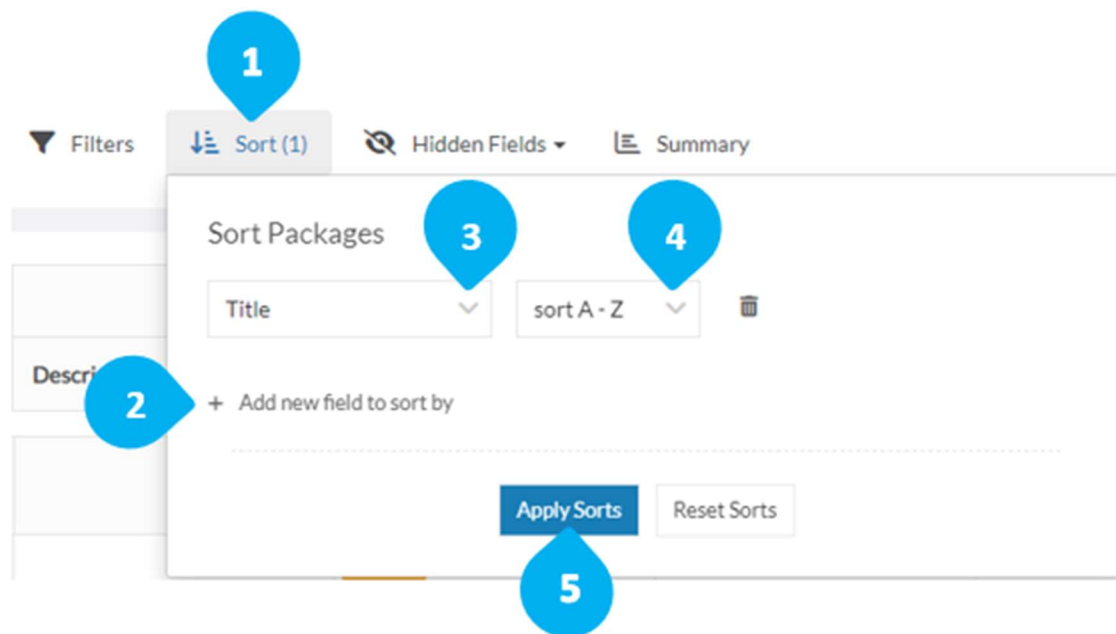 1
Filters Sort (1) Hidden Fields Summary
Sort Packages
3
4
Title sort A - Z
Descri
2
+ Add new field to sort by
Apply Sorts Reset Sorts
5